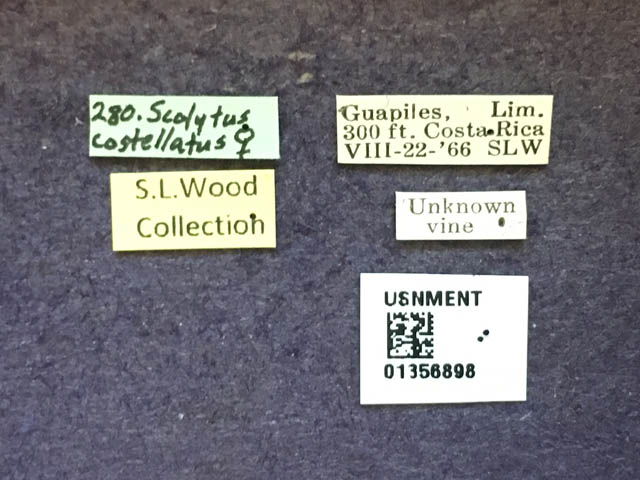 280. Scolytus
costellatus ♀
S.L.Wood
Collection
Guapiles, Lim.
300 ft. Costa Rica
VIII-22-'66 SLW
Unknown
vine
USNMENT
01356898